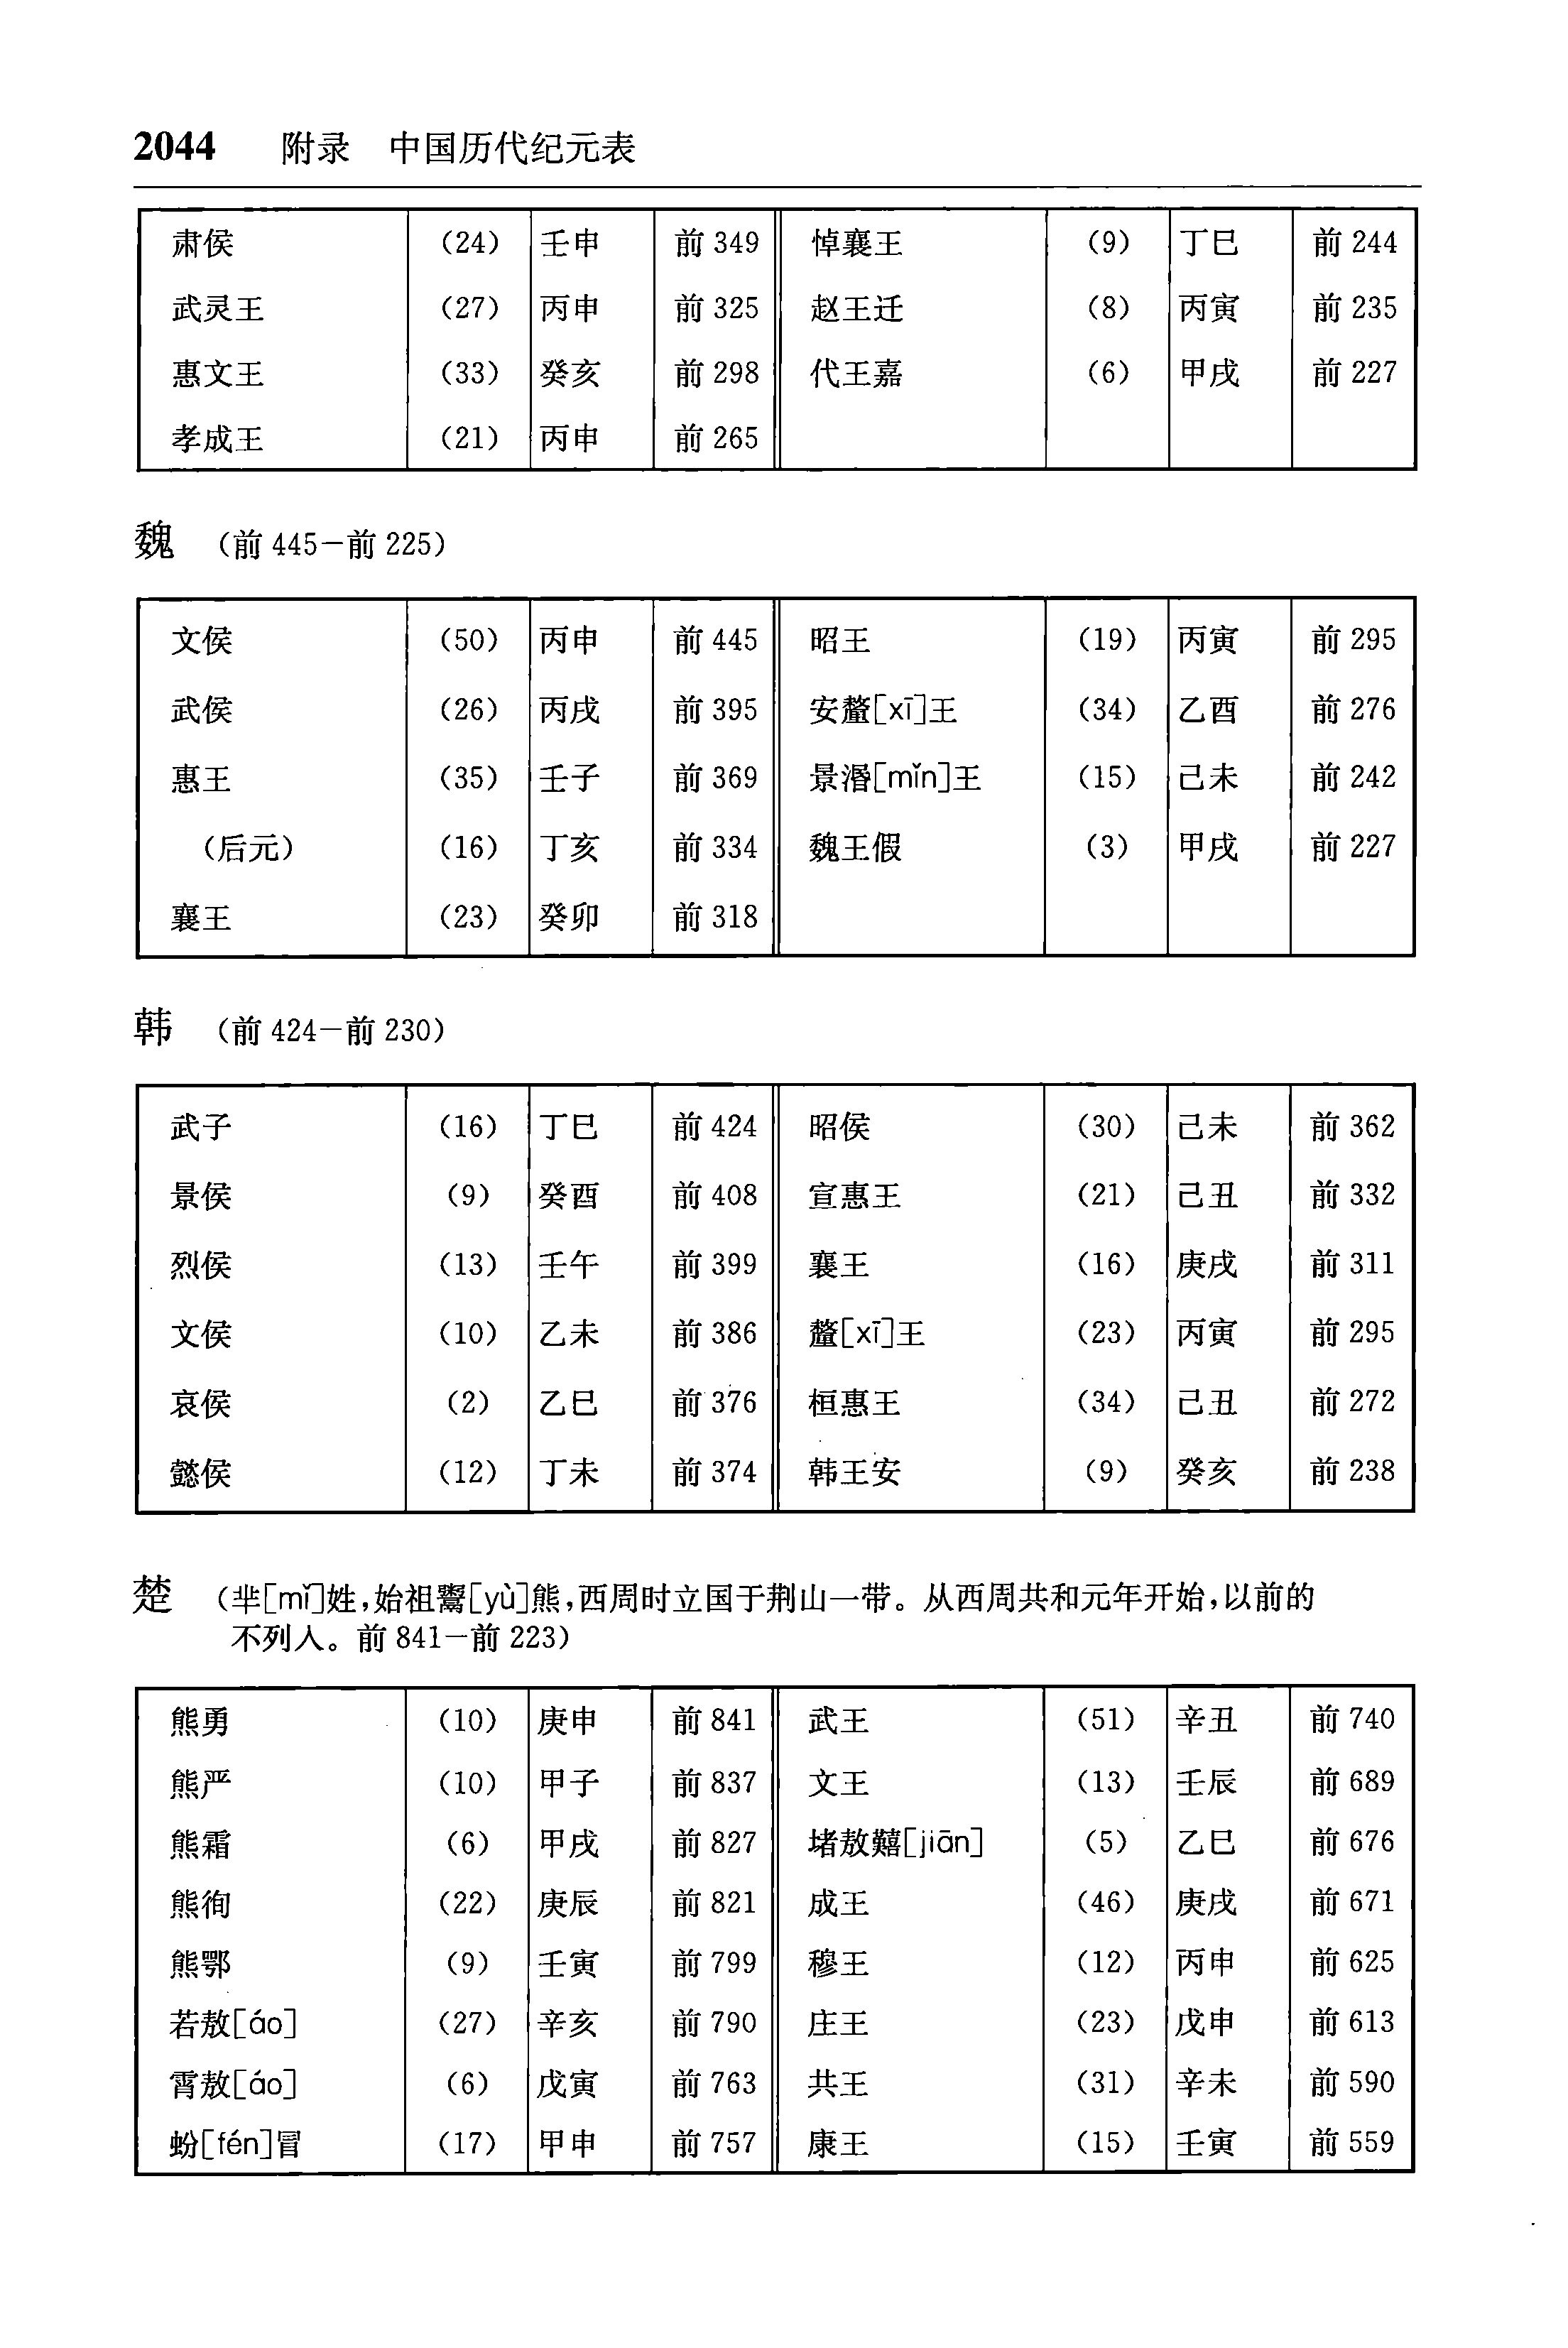 2044 附录 中国历代纪元表
肃侯 (24) 壬申 前 349 悼襄王 (9) 丁巳 前 244
武灵王 (27) 丙申 前 325 赵王迁 (8) 丙寅 前 235
惠文王 (33) 癸亥 前 298 代王嘉 (6) 甲戌 前 227
孝成王 (21) 丙申 前 265
魏 (前 445—前 225)
文侯 (50) 丙申 前 445 昭王 (19) 丙寅 前 295
武侯 (26) 丙戌 前 395 安釐[xī]王 (34) 乙酉 前 276
惠王 (35) 壬子 前 369 景湣[mǐn]王 (15) 己未 前 242
(后元) (16) 丁亥 前 334 魏王假 (3) 甲戌 前 227
襄王 (23) 癸卯 前 318
韩 (前 424—前 230)
武子 (16) 丁巳 前 424 昭侯 (30) 己未 前 362
景侯 (9) 癸酉 前 408 宣惠王 (21) 己丑 前 332
烈侯 (13) 壬午 前 399 襄王 (16) 庚戌 前 311
文侯 (10) 乙未 前 386 釐[xī]王 (23) 丙寅 前 295
哀侯 (2) 乙巳 前 376 桓惠王 (34) 己丑 前 272
懿侯 (12) 丁未 前 374 韩王安 (9) 癸亥 前 238
楚 (芈[mǐ]姓,始祖鬻[yù]熊,西周时立国于荆山一带。从西周共和元年开始,以前的
不列入。前 841—前 223)
熊勇 (10) 庚申 前 841 武王 (51) 辛丑 前 740
熊严 (10) 甲子 前 837 文王 (13) 壬辰 前 689
熊霜 (6) 甲戌 前 827 堵敖囏[jiān] (5) 乙巳 前 676
熊徇 (22) 庚辰 前 821 成王 (46) 庚戌 前 671
熊鄂 (9) 壬寅 前 799 穆王 (12) 丙申 前 625
若敖[áo] (27) 辛亥 前 790 庄王 (23) 戊申 前 613
霄敖[áo] (6) 戊寅 前 763 共王 (31) 辛未 前 590
蚡[fén]冒 (17) 甲申 前 757 康王 (15) 壬寅 前 559